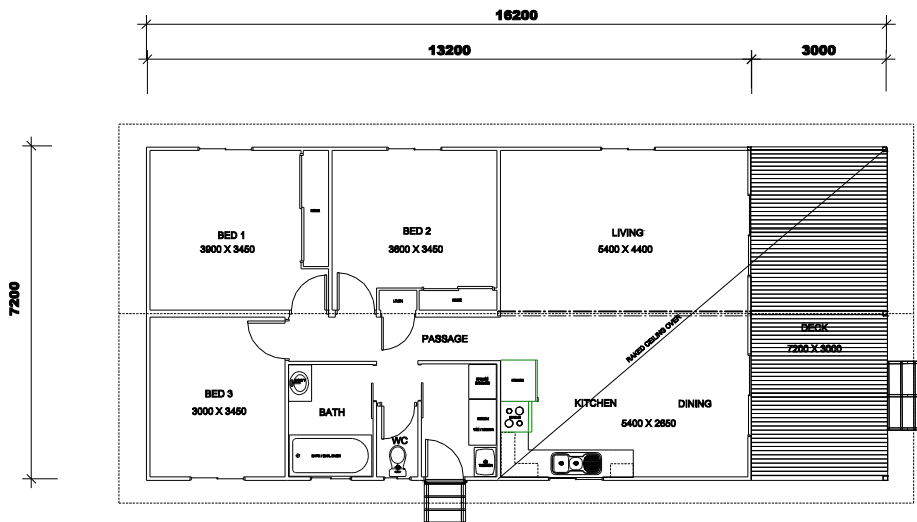 16200
13200
3000
7200
BED 1
3900 X 3450
BED 2
3600 X 3450
LIVING
5400 X 4400
LINEN
PASSAGE
RAKED CEILING OVER
DECK
7200 X 3000
BED 3
3000 X 3450
BATH
WC
KITCHEN
DINING
5400 X 2650